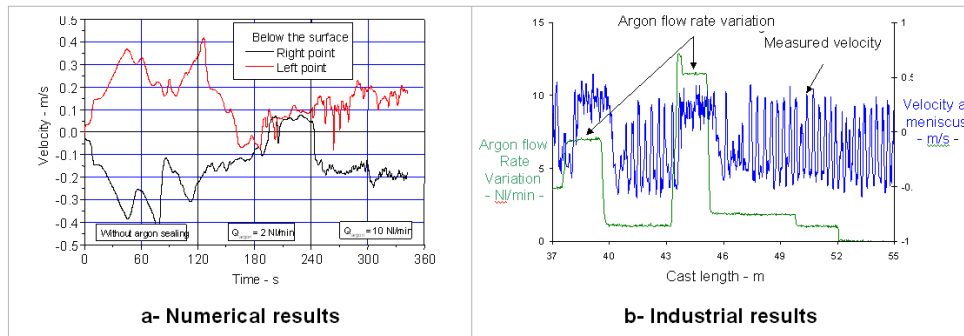 0.5
0.4
0.3
0.2
0.1
0.0
-0.1
-0.2
-0.3
-0.4
-0.5
Velocity - m/s
Below the surface
Right point
Left point
Without argon sealing
Q argon = 2 Nl/min
Q argon = 10 Nl/min
0 60 120 180 240 300 360
Time - s
a- Numerical results
Argon flow rate variation
Measured velocity
15
10
5
0
Argon flow
Rate
Variation
- Nl/min -
1
0.5
0
-0.
-1
Velocity a
meniscus
- m/s -
37 40 43 46 49 52 55
Cast length - m
b- Industrial results